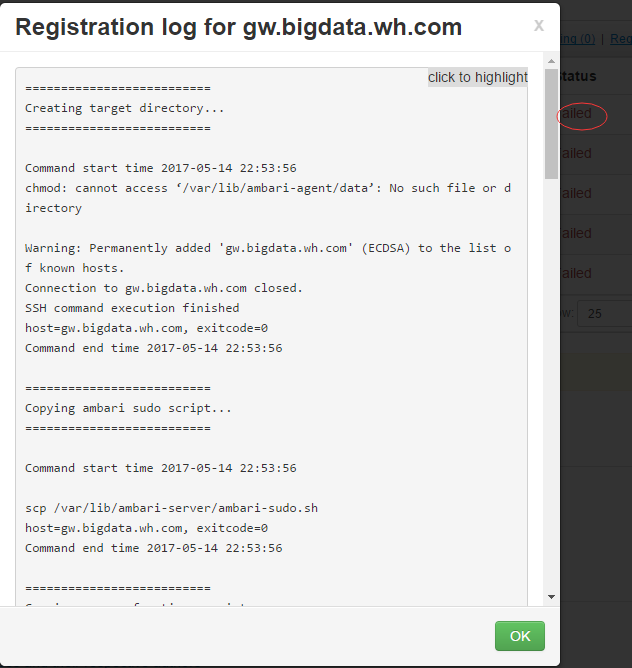 Registration log for gw.bigdata.wh.com
x
click to highlight
==========================
Creating target directory...
==========================
Command start time 2017-05-14 22:53:56
chmod: cannot access ‘/var/lib/ambari-agent/data’: No such file or d
irectory
Warning: Permanently added 'gw.bigdata.wh.com' (ECDSA) to the list o
f known hosts.
Connection to gw.bigdata.wh.com closed.
SSH command execution finished
host=gw.bigdata.wh.com, exitcode=0
Command end time 2017-05-14 22:53:56
==========================
Copying ambari sudo script...
==========================
Command start time 2017-05-14 22:53:56
scp /var/lib/ambari-server/ambari-sudo.sh
host=gw.bigdata.wh.com, exitcode=0
Command end time 2017-05-14 22:53:56
==========================
OK
ng (0) | Reg
tatus
ailed
ailed
ailed
ailed
ailed
ow: 25